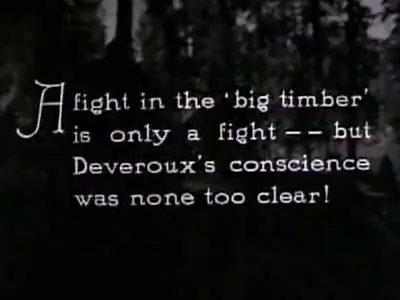 A fight in the 'big timber'
is only a fight -- but
Deveroux's conscience
was none too clear!